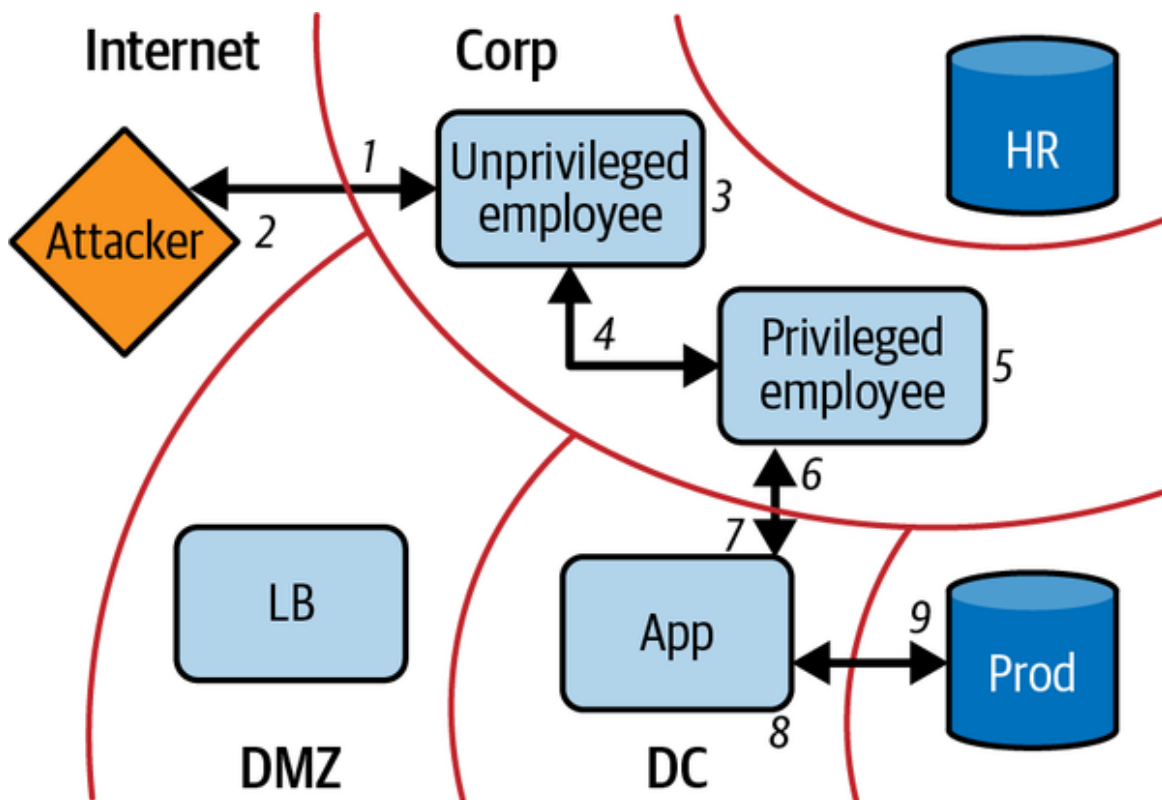 Internet
Corp
HR
1
Unprivileged
employee
3
Attacker
2
4
Privileged
employee
5
6
7
LB
App
9
Prod
8
DMZ
DC